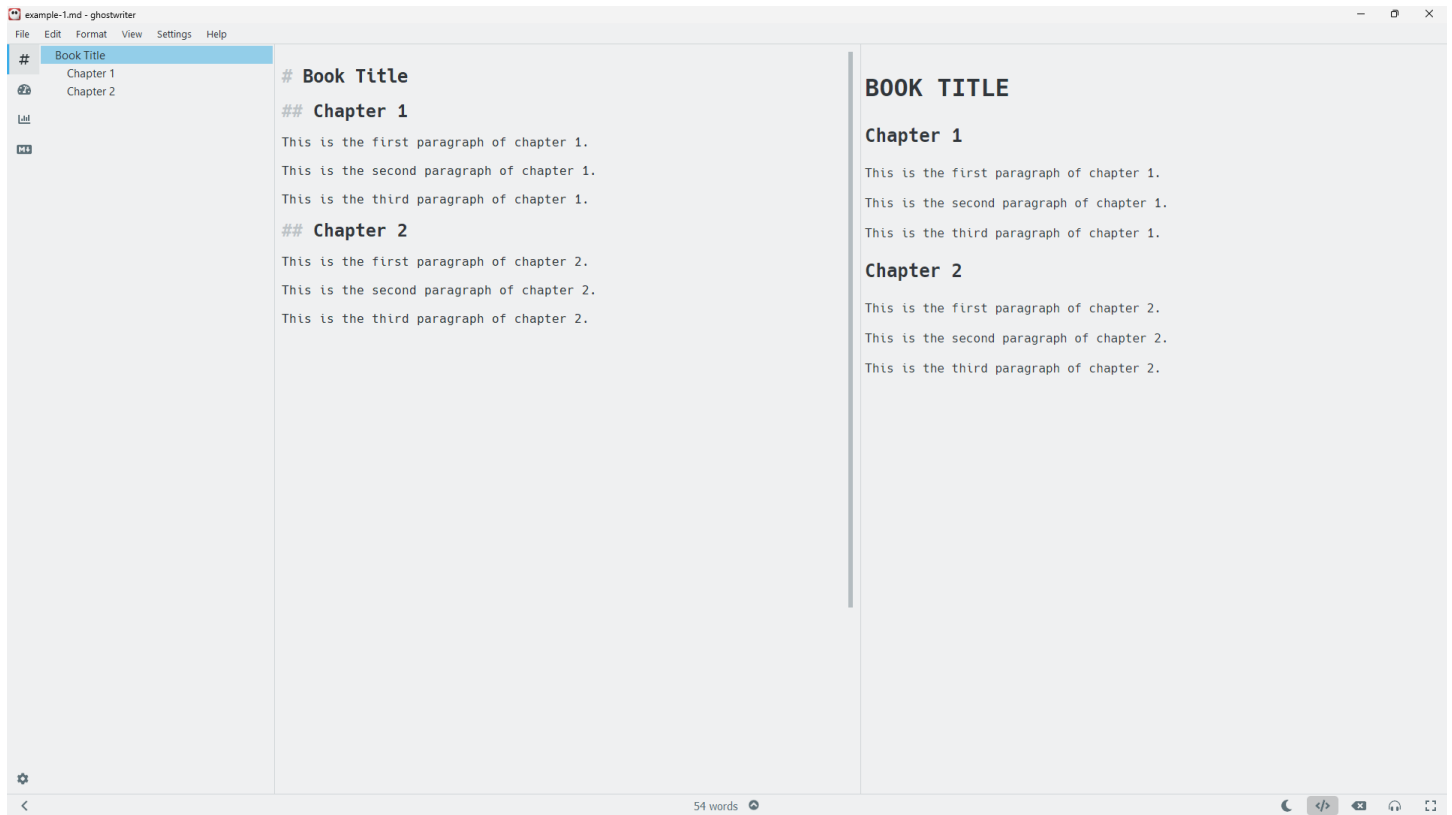 example-1.md - ghostwriter
File Edit Format View Settings Help
Book Title
Chapter 1
Chapter 2
# Book Title
## Chapter 1
This is the first paragraph of chapter 1.
This is the second paragraph of chapter 1.
This is the third paragraph of chapter 1.
## Chapter 2
This is the first paragraph of chapter 2.
This is the second paragraph of chapter 2.
This is the third paragraph of chapter 2.
BOOK TITLE
Chapter 1
This is the first paragraph of chapter 1.
This is the second paragraph of chapter 1.
This is the third paragraph of chapter 1.
Chapter 2
This is the first paragraph of chapter 2.
This is the second paragraph of chapter 2.
This is the third paragraph of chapter 2.
54 words